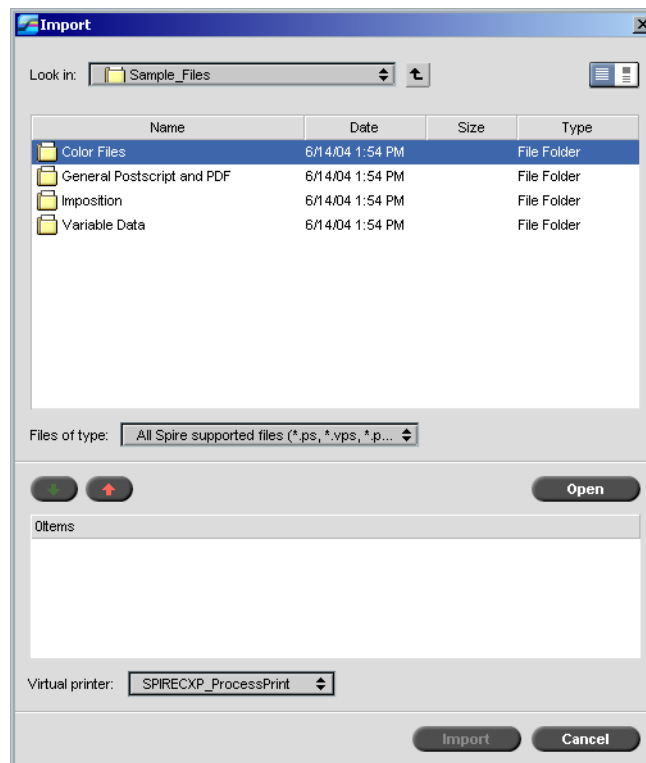 Import
Look in: Sample_Files
Name Date Size Type
Color Files 6/14/04 1:54 PM File Folder
General Postscript and PDF 6/14/04 1:54 PM File Folder
Imposition 6/14/04 1:54 PM File Folder
Variable Data 6/14/04 1:54 PM File Folder
Files of type: All Spire supported files (*.ps, *.vps, *.p...
Open
0Items
Virtual printer: SPIRECXP_ProcessPrint
Import Cancel